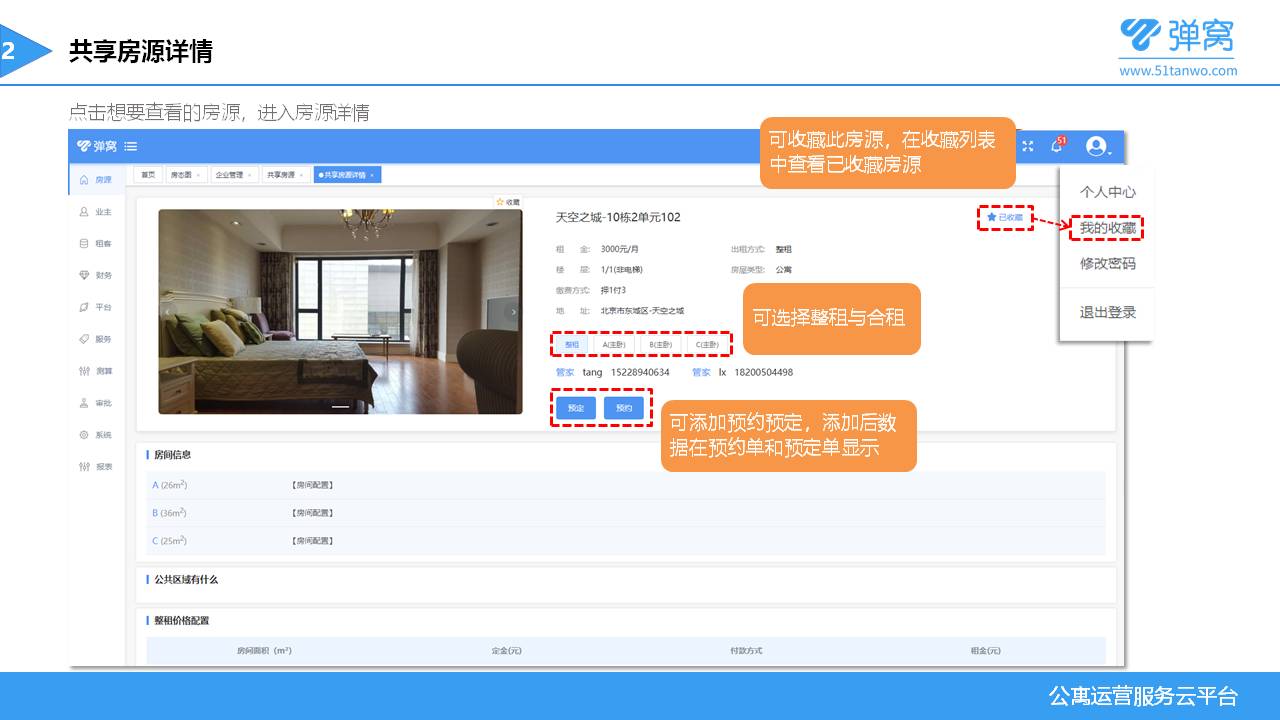 2
共享房源详情
弹窝
www.51tanwo.com
点击想要查看的房源，进入房源详情
弹窝
可收藏此房源，在收藏列表
中查看已收藏房源
51
首页
房态图 ×
企业管理 ×
共享房源 ×
共享房源详情 ×
房源
业主
租客
财务
平台
服务
测算
审批
系统
报表
收藏
天空之城-10栋2单元102
已收藏
租 金: 3000元/月
出租方式: 整租
楼 层: 1/1(非电梯)
房屋类型: 公寓
缴费方式: 押1付3
地 址: 北京市东城区-天空之城
个人中心
我的收藏
修改密码
退出登录
可选择整租与合租
整租
A(主卧)
B(主卧)
C(主卧)
管家 tang 15228940634
管家 lx 18200504498
预定
预约
可添加预约预定，添加后数
据在预约单和预定单显示
房间信息
A (26m²)
【房间配置】
B (36m²)
【房间配置】
C (25m²)
【房间配置】
公共区域有什么
整租价格配置
房间面积（m²）
定金(元)
付款方式
租金(元)
公寓运营服务云平台